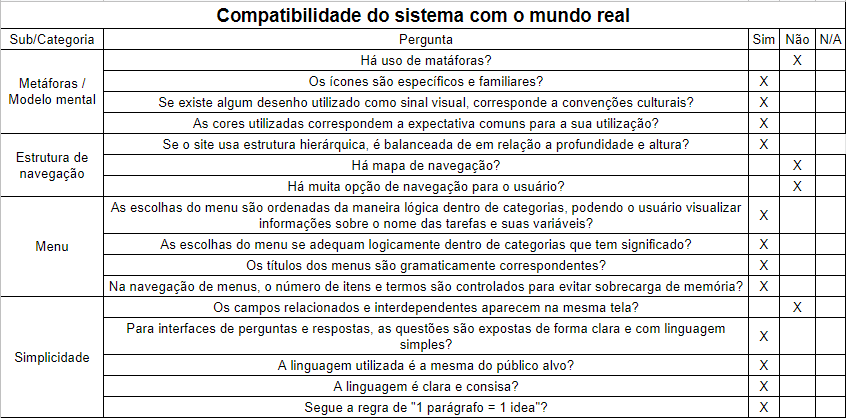 Compatibilidade do sistema com o mundo real
Sub/Categoria Pergunta Sim Não N/A
Metáforas /
Modelo mental
Há uso de matáforas? X
Os ícones são específicos e familiares? X
Se existe algum desenho utilizado como sinal visual, corresponde a convenções culturais? X
As cores utilizadas correspondem a expectativa comuns para a sua utilização? X
Estrutura de
navegação
Se o site usa estrutura hierárquica, é balanceada de em relação a profundidade e altura? X
Há mapa de navegação? X
Há muita opção de navegação para o usuário? X
Menu
As escolhas do menu são ordenadas da maneira lógica dentro de categorias, podendo o usuário visualizar
informações sobre o nome das tarefas e suas variáveis? X
As escolhas do menu se adequam logicamente dentro de categorias que tem significado? X
Os títulos dos menus são gramaticamente correspondentes? X
Na navegação de menus, o número de itens e termos são controlados para evitar sobrecarga de memória? X
Simplicidade
Os campos relacionados e interdependentes aparecem na mesma tela? X
Para interfaces de perguntas e respostas, as questões são expostas de forma clara e com linguagem
simples? X
A linguagem utilizada é a mesma do público alvo? X
A linguagem é clara e consisa? X
Segue a regra de "1 parágrafo = 1 idea"? X